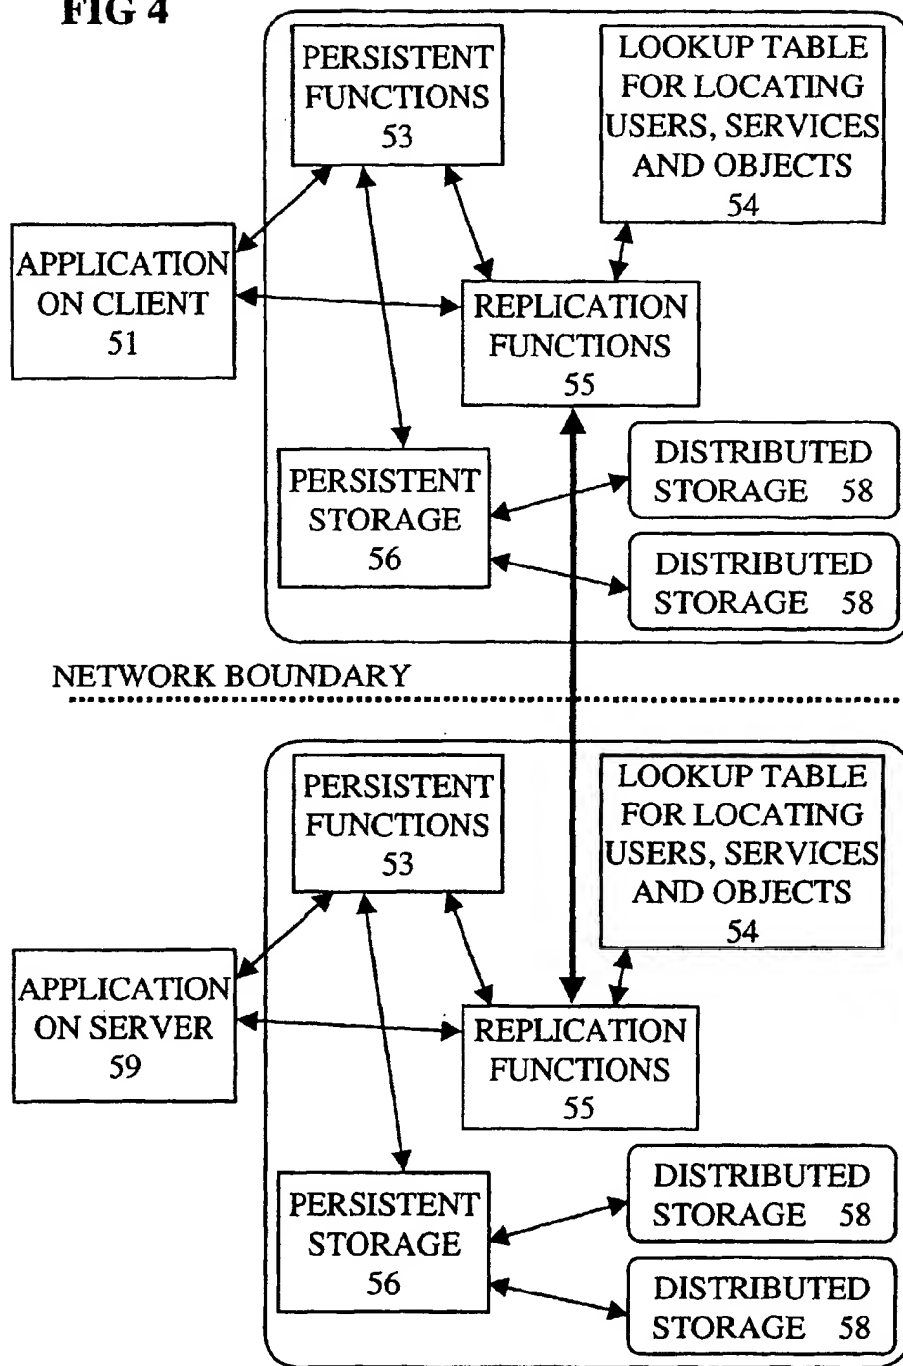 FIG 4
PERSISTENT
FUNCTIONS
53
LOOKUP TABLE
FOR LOCATING
USERS, SERVICES
AND OBJECTS
54
APPLICATION
ON CLIENT
51
REPLICATION
FUNCTIONS
55
PERSISTENT
STORAGE
56
DISTRIBUTED
STORAGE 58
DISTRIBUTED
STORAGE 58
NETWORK BOUNDARY
PERSISTENT
FUNCTIONS
53
LOOKUP TABLE
FOR LOCATING
USERS, SERVICES
AND OBJECTS
54
APPLICATION
ON SERVER
59
REPLICATION
FUNCTIONS
55
PERSISTENT
STORAGE
56
DISTRIBUTED
STORAGE 58
DISTRIBUTED
STORAGE 58